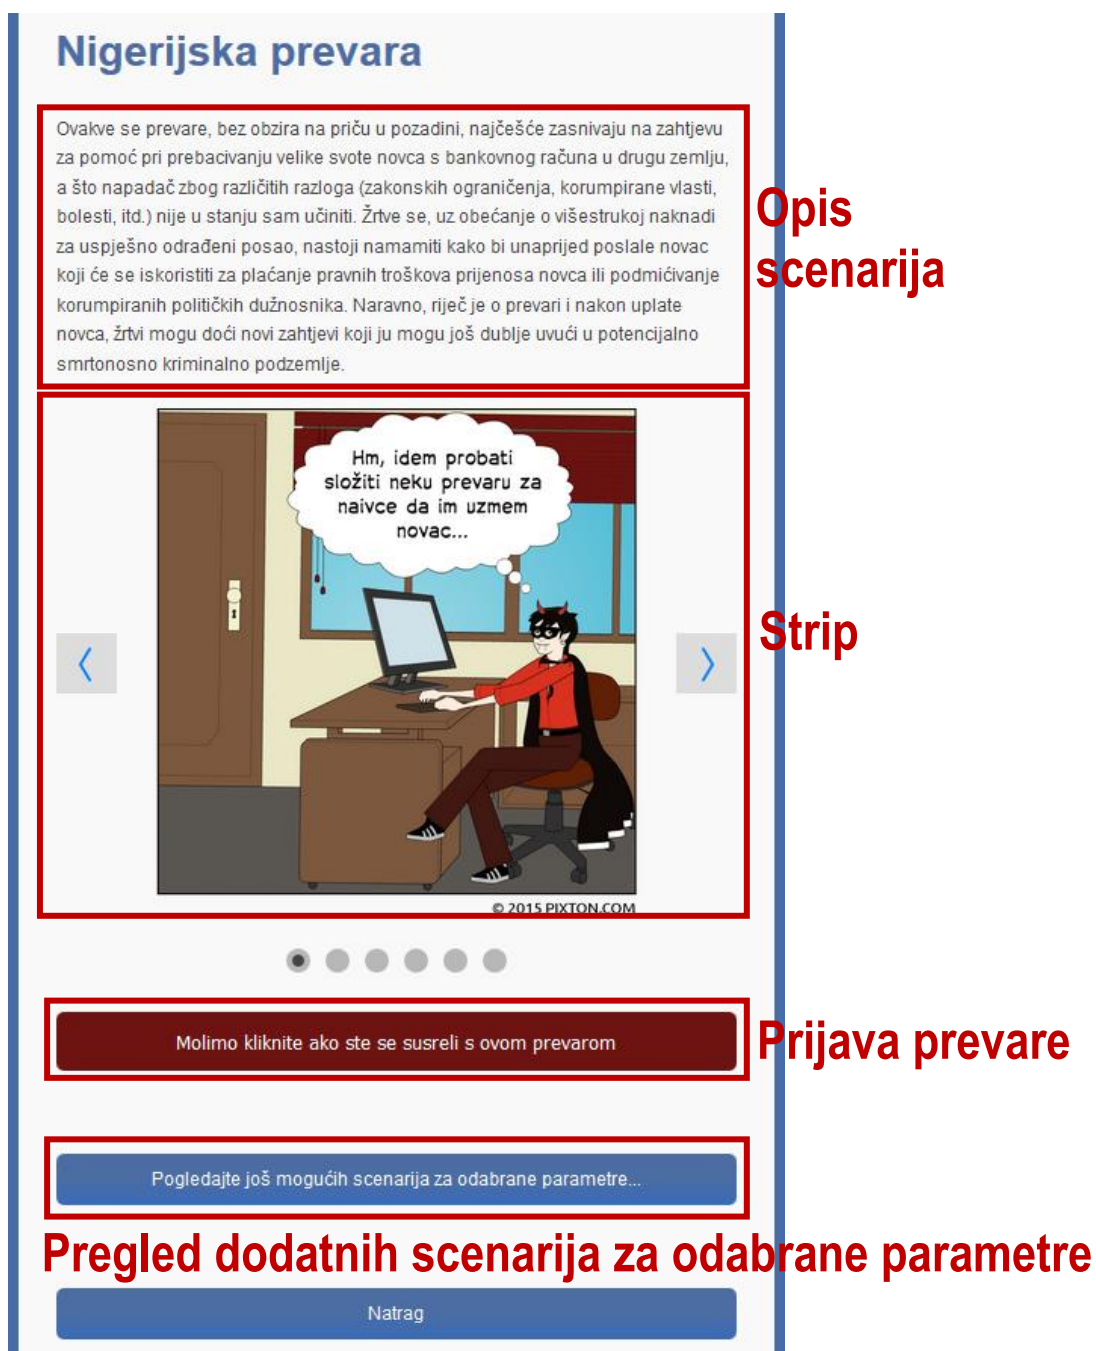 Nigerijska prevara
Ovakve se prevare, bez obzira na priču u pozadini, najčešće zasnivaju na zahtjevu
za pomoć pri prebacivanju velike svote novca s bankovnog računa u drugu zemlju,
a što napadač zbog različitih razloga (zakonskih ograničenja, korumpirane vlasti,
bolesti, itd.) nije u stanju sam učiniti. Žrtve se, uz obećanje o višestrukoj naknadi
za uspješno odrađeni posao, nastoji namamiti kako bi unaprijed poslale novac
koji će se iskoristiti za plaćanje pravnih troškova prijenosa novca ili podmićivanje
korumpiranih političkih dužnosnika. Naravno, riječ je o prevari i nakon uplate
novca, žrtvi mogu doći novi zahtjevi koji ju mogu još dublje uvući u potencijalno
smrtonosno kriminalno podzemlje.
Opis
scenarija
Hm, idem probati
složiti neku prevaru za
naivce da im uzmem
novac...
Strip
© 2015 PIXTON.COM
Molimo kliknite ako ste se susreli s ovom prevarom
Prijava prevare
Pogledajte još mogućih scenarija za odabrane parametre...
Pregled dodatnih scenarija za odabrane parametre
Natrag